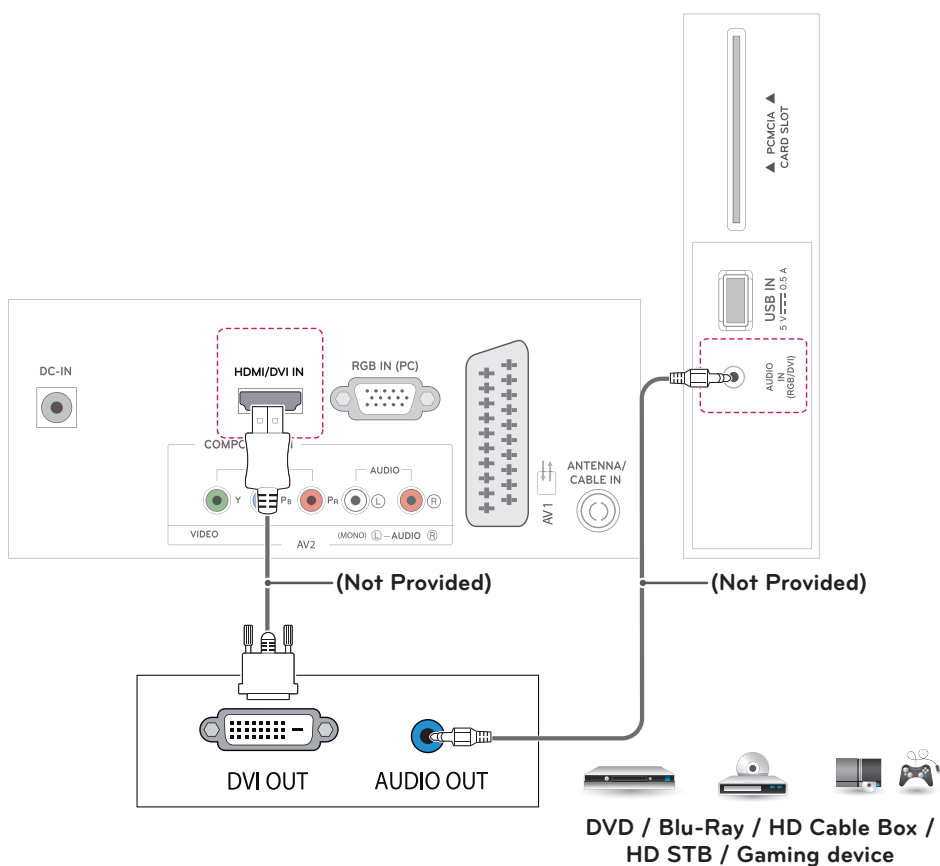 ▲ PCMCIA ▲
CARD SLOT
USB IN
5 V 0.5 A
AUDIO
IN
(RGB/DVI)
DC-IN
HDMI/DVI IN
RGB IN (PC)
AUDIO
Y
PB
PR
L
R
VIDEO
AV2
(MONO) L – AUDIO R
AV1
ANTENNA/
CABLE IN
(Not Provided)
(Not Provided)
DVI OUT
AUDIO OUT
DVD / Blu-Ray / HD Cable Box /
HD STB / Gaming device